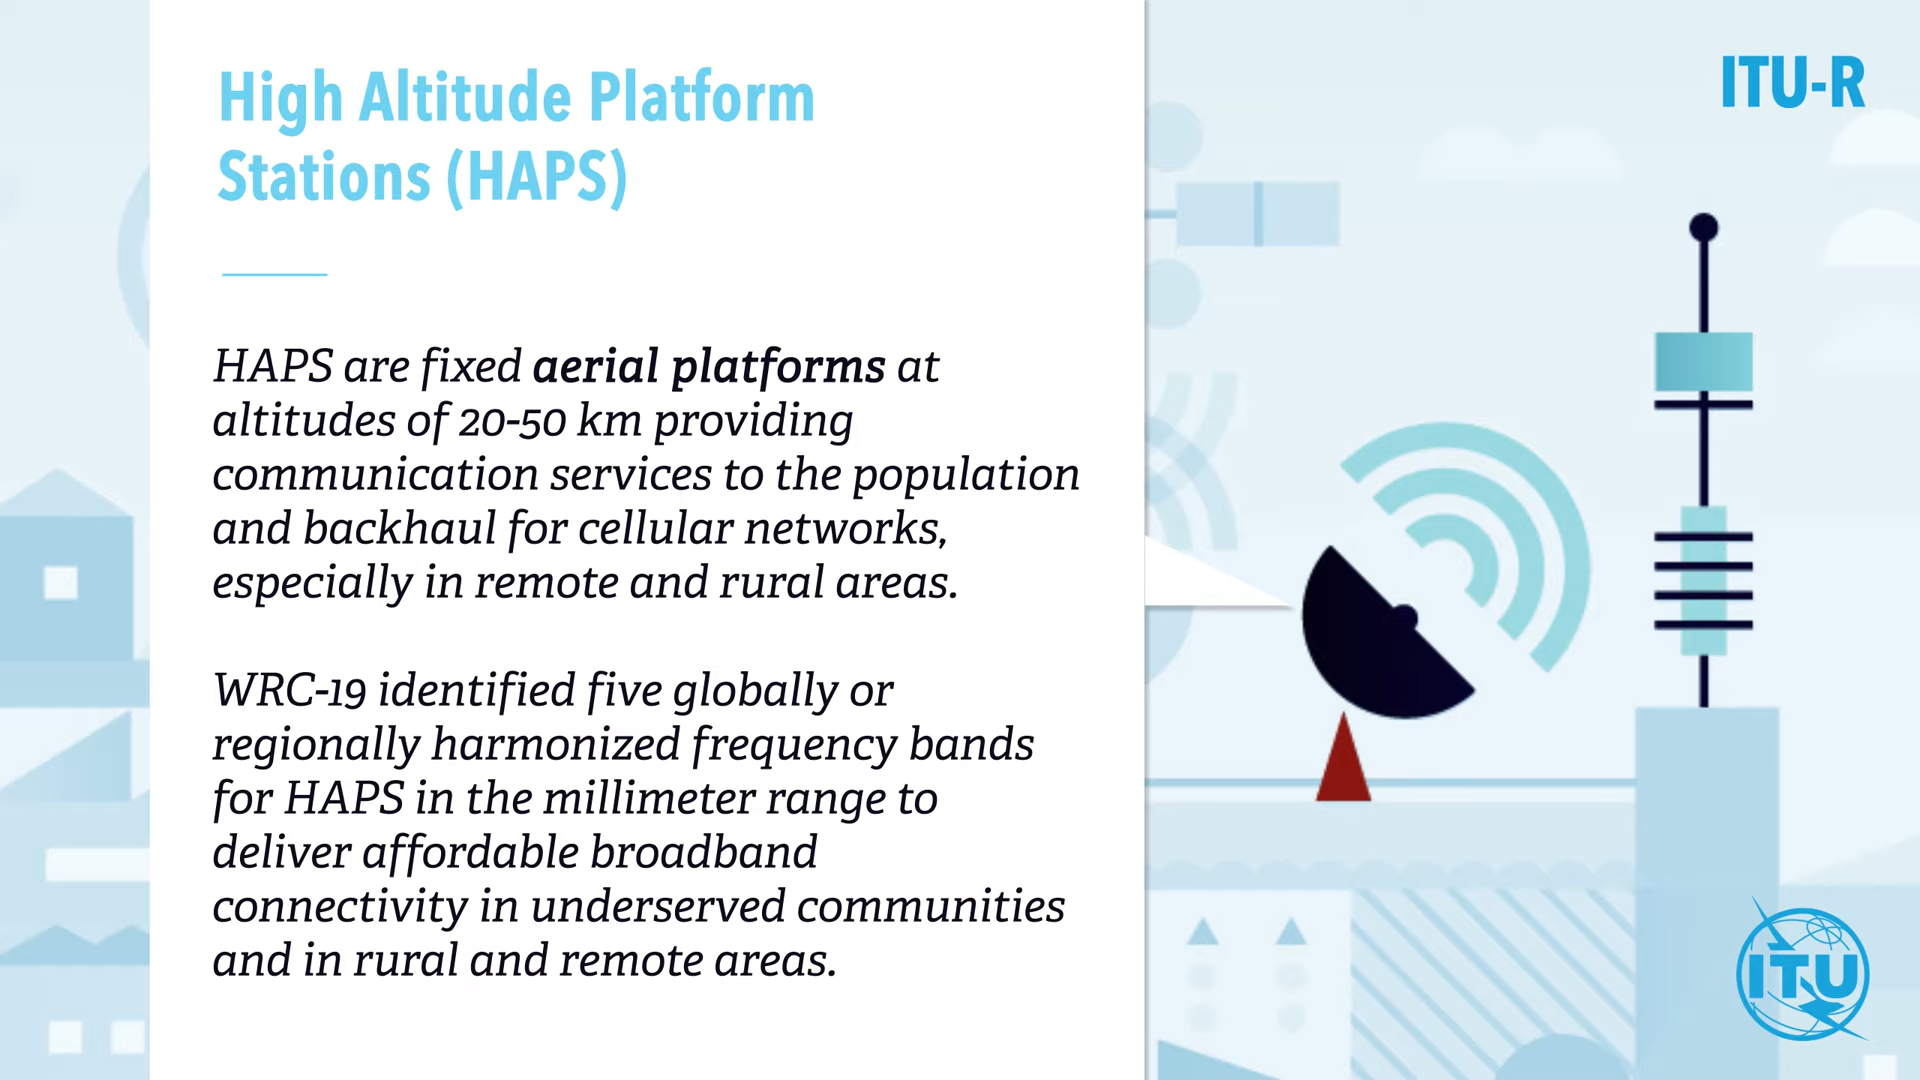 High Altitude Platform
Stations (HAPS)
ITU-R
HAPS are fixed aerial platforms at
altitudes of 20-50 km providing
communication services to the population
and backhaul for cellular networks,
especially in remote and rural areas.
WRC-19 identified five globally or
regionally harmonized frequency bands
for HAPS in the millimeter range to
deliver affordable broadband
connectivity in underserved communities
and in rural and remote areas.
ITU